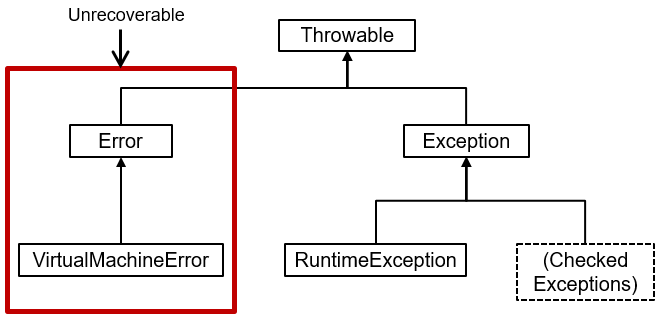 Unrecoverable
Throwable
Error
Exception
VirtualMachineError
RuntimeException
(Checked
Exceptions)